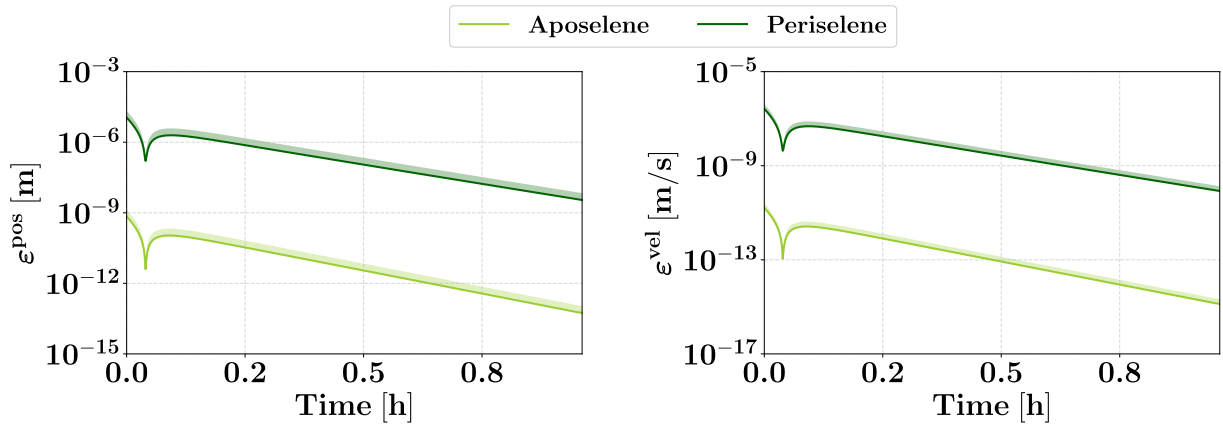 Aposelene Periselene
10⁻³
10⁻⁶
10⁻⁹
10⁻¹²
10⁻¹⁵
εᵖᵒˢ [m]
0.0 0.2 0.5 0.8
Time [h]
10⁻⁵
10⁻⁹
10⁻¹³
10⁻¹⁷
εᵛᵉˡ [m/s]
0.0 0.2 0.5 0.8
Time [h]